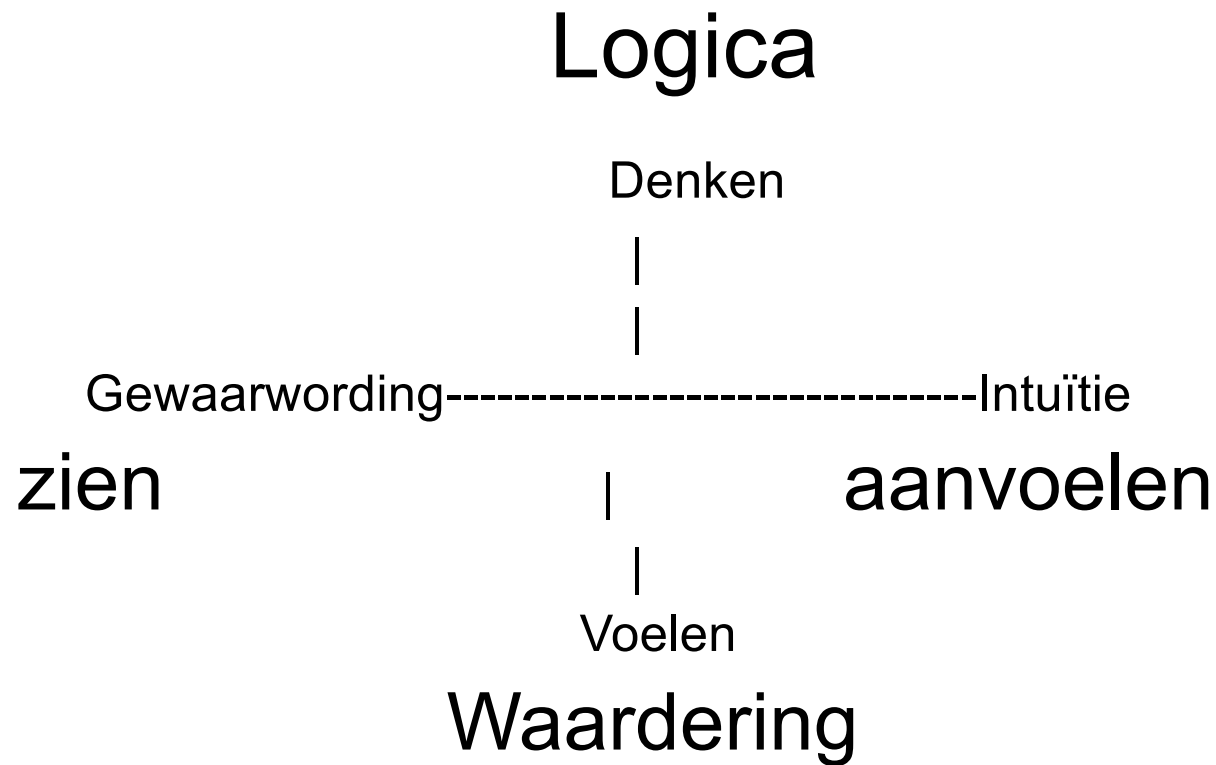 Logica
Denken
|
|
Gewaarwording-------------------------------Intuïtie
zien | aanvoelen
|
Voelen
Waardering